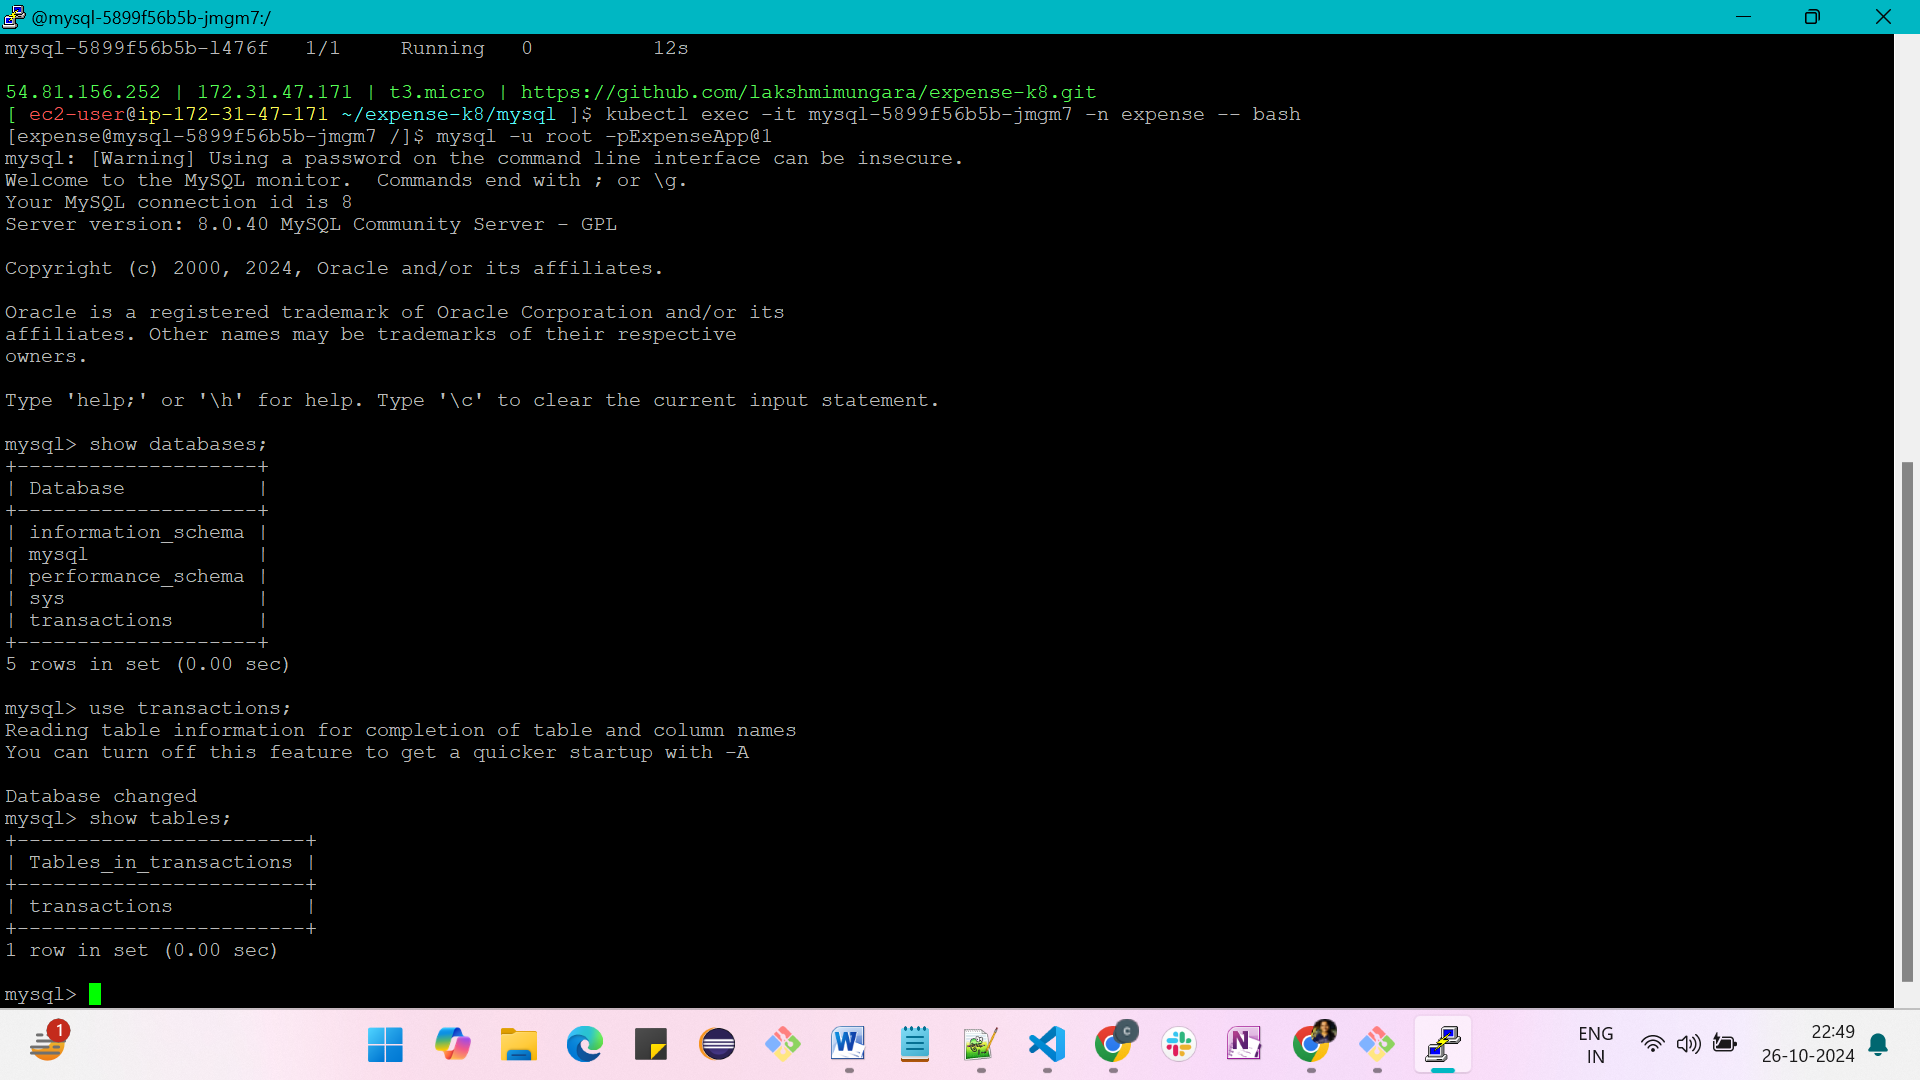 @mysql-5899f56b5b-jmgm7:/
mysql-5899f56b5b-l476f   1/1     Running   0          12s
54.81.156.252 | 172.31.47.171 | t3.micro | https://github.com/lakshmimungara/expense-k8.git
[ ec2-user@ip-172-31-47-171 ~/expense-k8/mysql ]$ kubectl exec -it mysql-5899f56b5b-jmgm7 -n expense -- bash
[expense@mysql-5899f56b5b-jmgm7 /]$ mysql -u root -pExpenseApp@1
mysql: [Warning] Using a password on the command line interface can be insecure.
Welcome to the MySQL monitor.  Commands end with ; or \g.
Your MySQL connection id is 8
Server version: 8.0.40 MySQL Community Server - GPL
Copyright (c) 2000, 2024, Oracle and/or its affiliates.
Oracle is a registered trademark of Oracle Corporation and/or its
affiliates. Other names may be trademarks of their respective
owners.
Type 'help;' or '\h' for help. Type '\c' to clear the current input statement.
mysql> show databases;
+--------------------+
| Database           |
+--------------------+
| information_schema |
| mysql              |
| performance_schema |
| sys                |
| transactions       |
+--------------------+
5 rows in set (0.00 sec)
mysql> use transactions;
Reading table information for completion of table and column names
You can turn off this feature to get a quicker startup with -A
Database changed
mysql> show tables;
+------------------------+
| Tables_in_transactions |
+------------------------+
| transactions           |
+------------------------+
1 row in set (0.00 sec)
mysql>
1
W
C
N
ENG
IN
22:49
26-10-2024